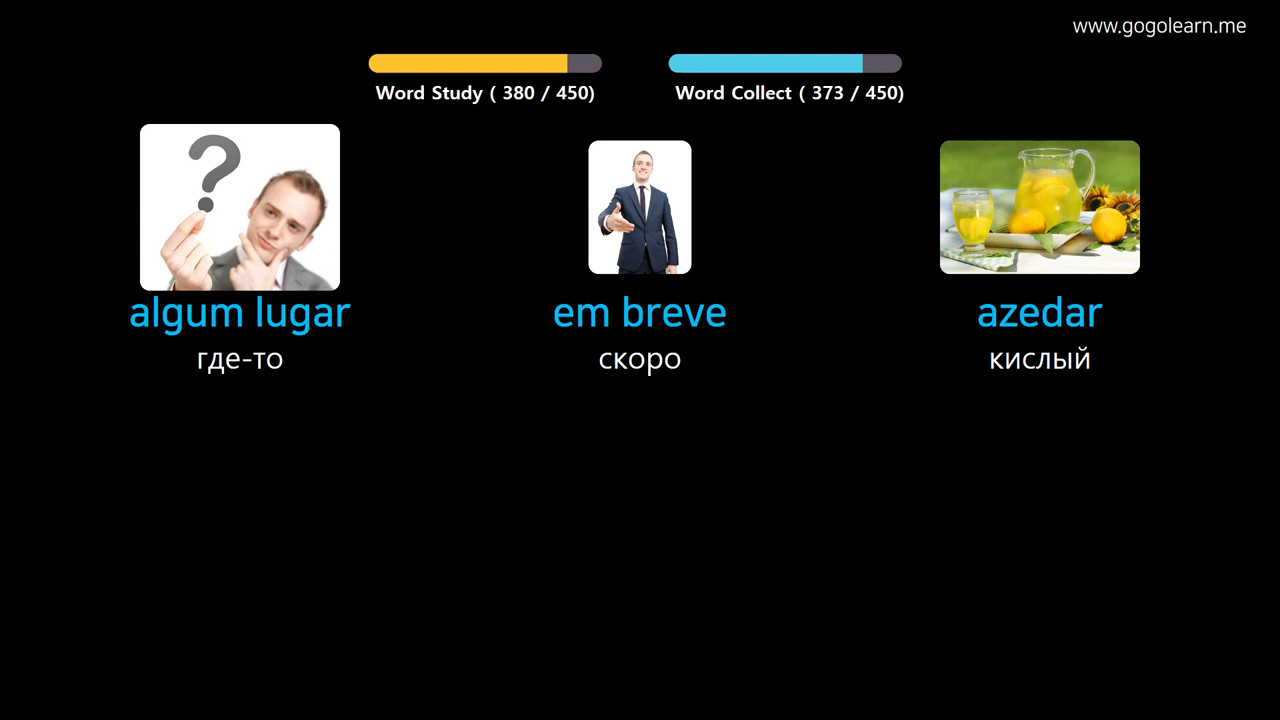 www.gogolearn.me
Word Study ( 380 / 450)
Word Collect ( 373 / 450)
algum lugar
где-то
em breve
скоро
azedar
кислый